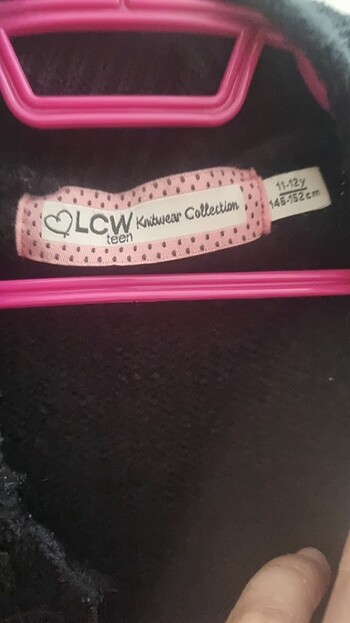 LCW Knitwear Collection
teen
11-12y
146-152cm